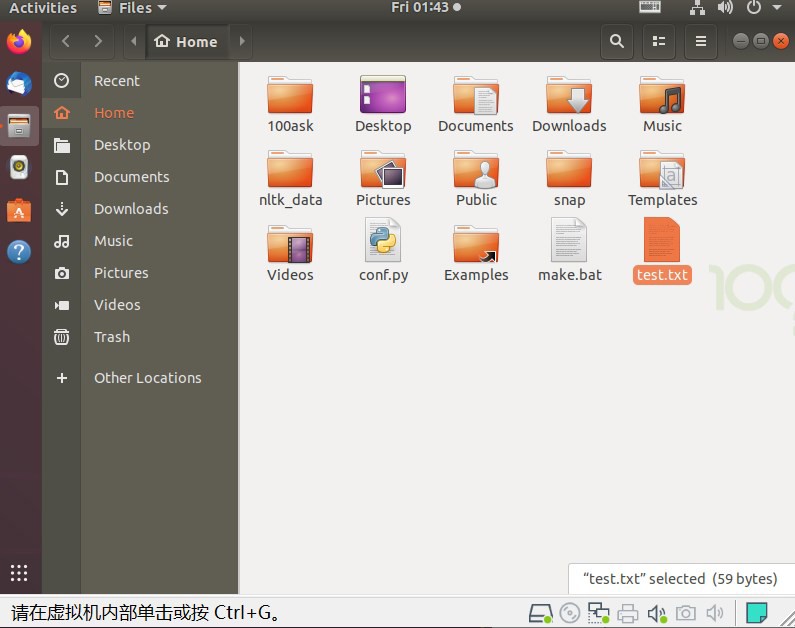 Activities Files Fri 01:43
Home
Recent
Home
Desktop
Documents
Downloads
Music
Pictures
Videos
Trash
Other Locations
100ask Desktop Documents Downloads Music
nltk_data Pictures Public snap Templates
Videos conf.py Examples make.bat test.txt
100
“test.txt” selected (59 bytes)
请在虚拟机内部单击或按 Ctrl+G。